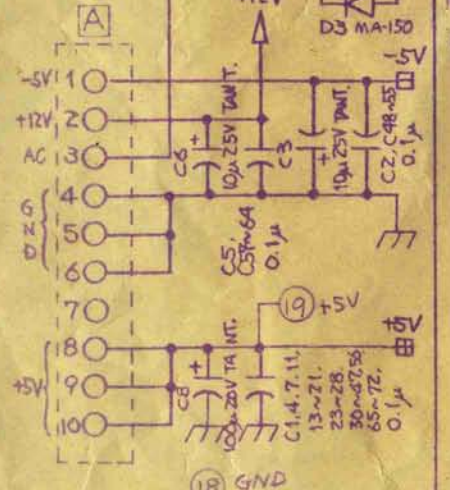 A
D3 MA-150
-5V
-5V 1
+12V 2
AC 3
4
G N D 5
6
7
8
+5V 9
10
C6 + 10μ 25V TANT.
C3
+ 10μ 25V TANT.
C2, C48~55
0.1μ
C5,
C57~64
0.1μ
19 +5V
+5V
C8 + 100μ 20V TANT.
C1,4,7,11,
13~21,
23~28,
30~47,56
65~72,
0.1μ
18 GND